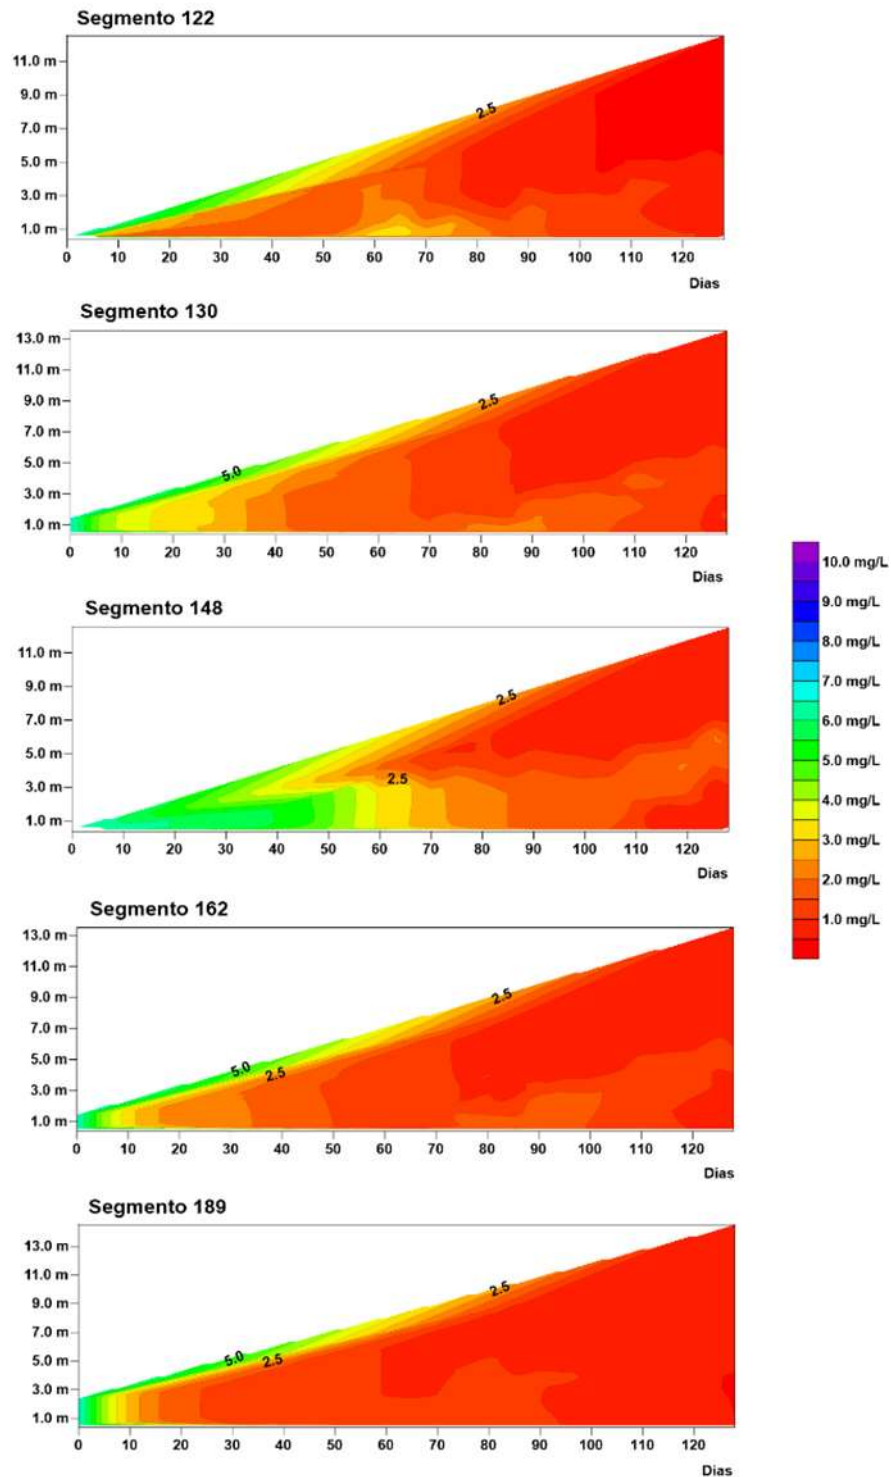 Segmento 122
11.0 m
9.0 m
7.0 m
5.0 m
3.0 m
1.0 m
2.5
0 10 20 30 40 50 60 70 80 90 100 110 120
Dias
Segmento 130
13.0 m
11.0 m
9.0 m
7.0 m
5.0 m
3.0 m
1.0 m
2.5
5.0
0 10 20 30 40 50 60 70 80 90 100 110 120
Dias
Segmento 148
11.0 m
9.0 m
7.0 m
5.0 m
3.0 m
1.0 m
2.5
2.5
0 10 20 30 40 50 60 70 80 90 100 110 120
Dias
10.0 mg/L
9.0 mg/L
8.0 mg/L
7.0 mg/L
6.0 mg/L
5.0 mg/L
4.0 mg/L
3.0 mg/L
2.0 mg/L
1.0 mg/L
Segmento 162
13.0 m
11.0 m
9.0 m
7.0 m
5.0 m
3.0 m
1.0 m
2.5
5.0
2.5
0 10 20 30 40 50 60 70 80 90 100 110 120
Dias
Segmento 189
13.0 m
11.0 m
9.0 m
7.0 m
5.0 m
3.0 m
1.0 m
2.5
5.0
2.5
0 10 20 30 40 50 60 70 80 90 100 110 120
Dias